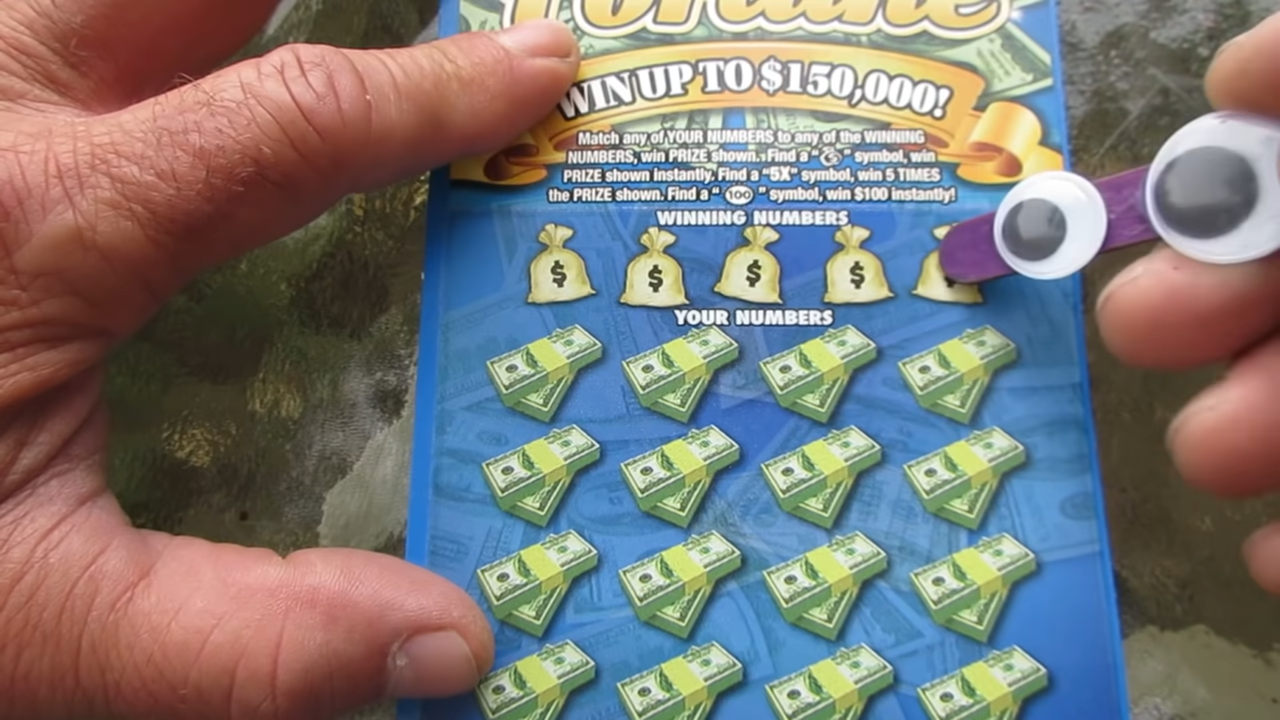 Fortune
WIN UP TO $150,000!
Match any of YOUR NUMBERS to any of the WINNING
NUMBERS, win PRIZE shown. Find a " " symbol, win
PRIZE shown instantly. Find a "5X" symbol, win 5 TIMES
the PRIZE shown. Find a " 100 " symbol, win $100 instantly!
WINNING NUMBERS
$ $ $ $ $
YOUR NUMBERS